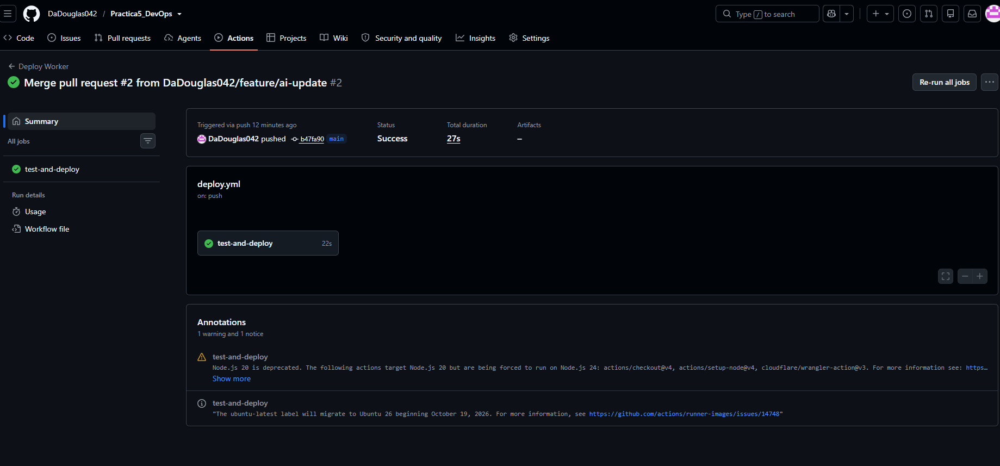 DaDouglas042 / Practica5_DevOps
Type / to search
Code
Issues
Pull requests
Agents
Actions
Projects
Wiki
Security and quality
Insights
Settings
Deploy Worker
Merge pull request #2 from DaDouglas042/feature/ai-update #2
Re-run all jobs
Summary
All jobs
test-and-deploy
Run details
Usage
Workflow file
Triggered via push 12 minutes ago
DaDouglas042 pushed b47fa90 main
Status
Success
Total duration
27s
Artifacts
–
deploy.yml
on: push
test-and-deploy 22s
Annotations
1 warning and 1 notice
test-and-deploy
Node.js 20 is deprecated. The following actions target Node.js 20 but are being forced to run on Node.js 24: actions/checkout@v4, actions/setup-node@v4, cloudflare/wrangler-action@v3. For more information see: https…
Show more
test-and-deploy
"The ubuntu-latest label will migrate to Ubuntu 26 beginning October 19, 2026. For more information, see https://github.com/actions/runner-images/issues/14748"